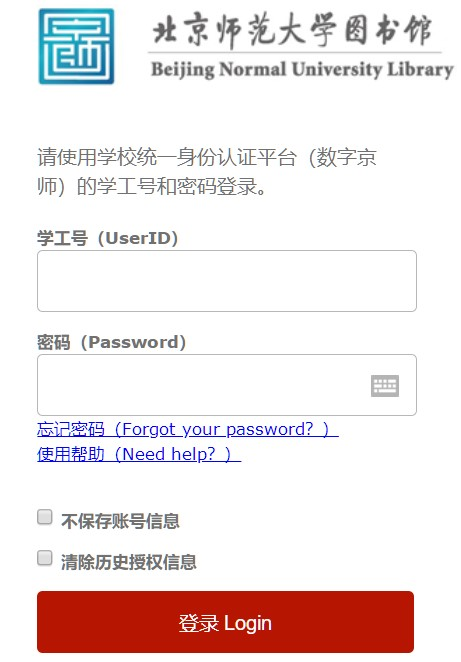 北京师范大学图书馆
Beijing Normal University Library
请使用学校统一身份认证平台（数字京
师）的学工号和密码登录。
学工号（UserID）
密码（Password）
忘记密码（Forgot your password？）
使用帮助（Need help？）
不保存账号信息
清除历史授权信息
登录 Login